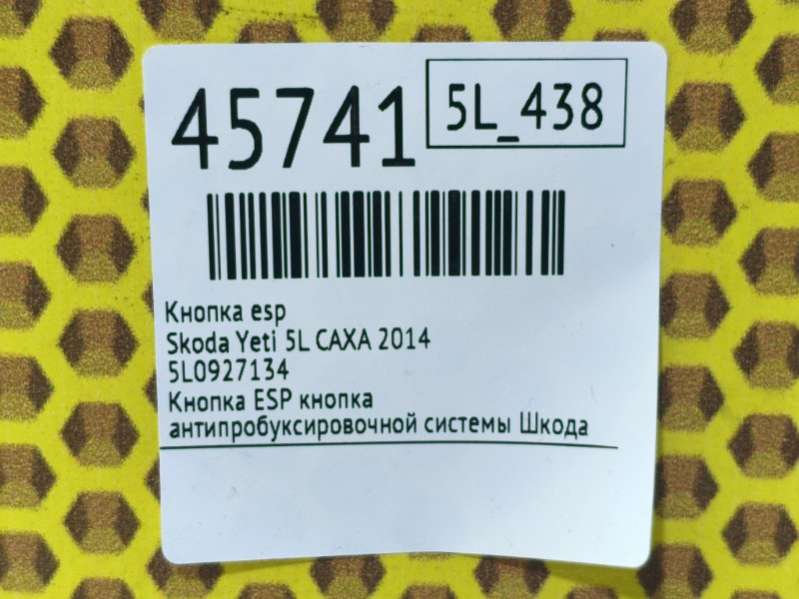 45741
5L_438
Кнопка esp
Skoda Yeti 5L CAXA 2014
5L0927134
Кнопка ESP кнопка
антипробуксировочной системы Шкода